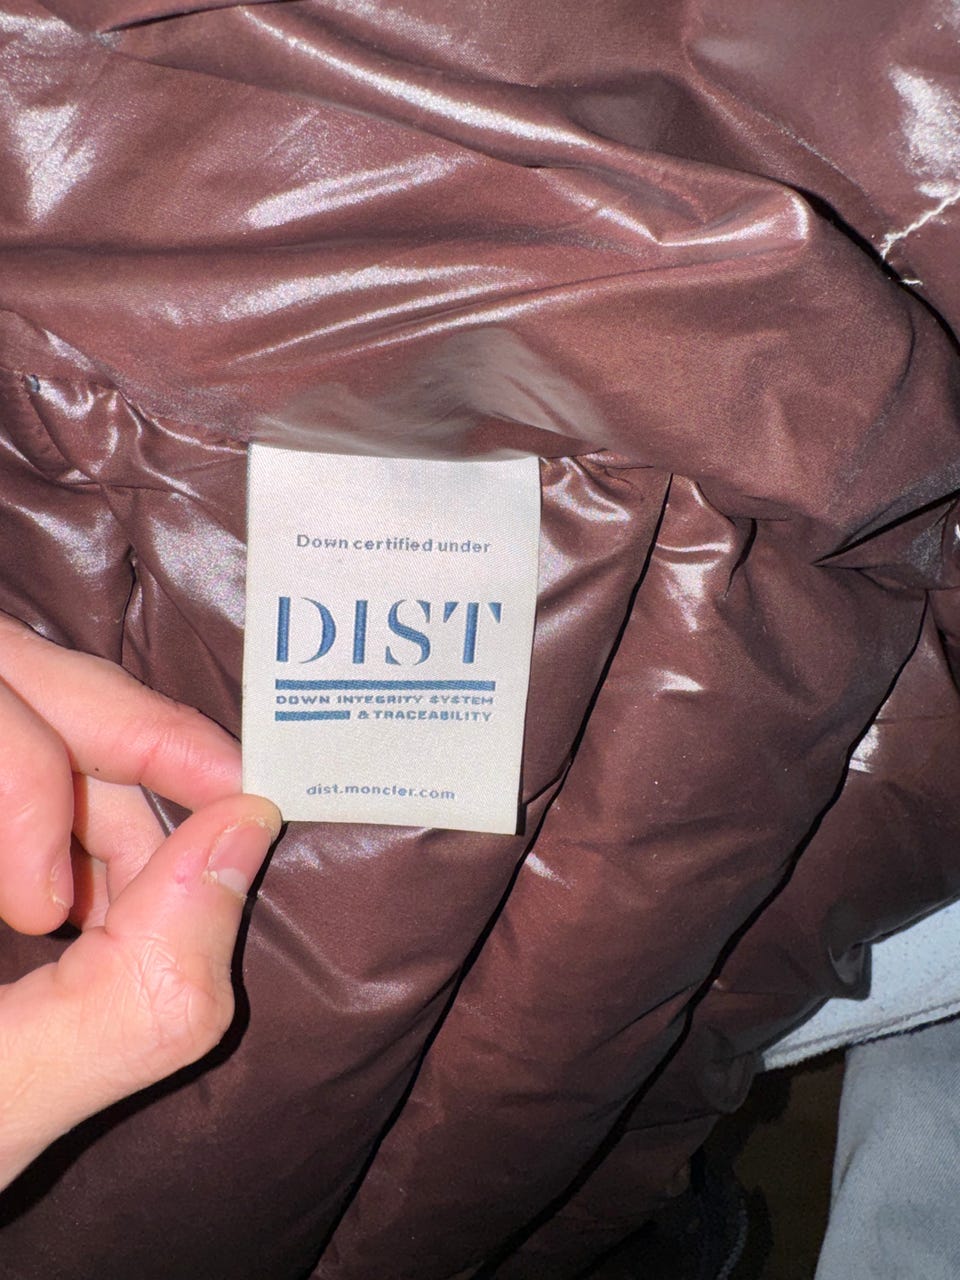 Down certified under
DIST
DOWN INTEGRITY SYSTEM
& TRACEABILITY
dist.moncler.com